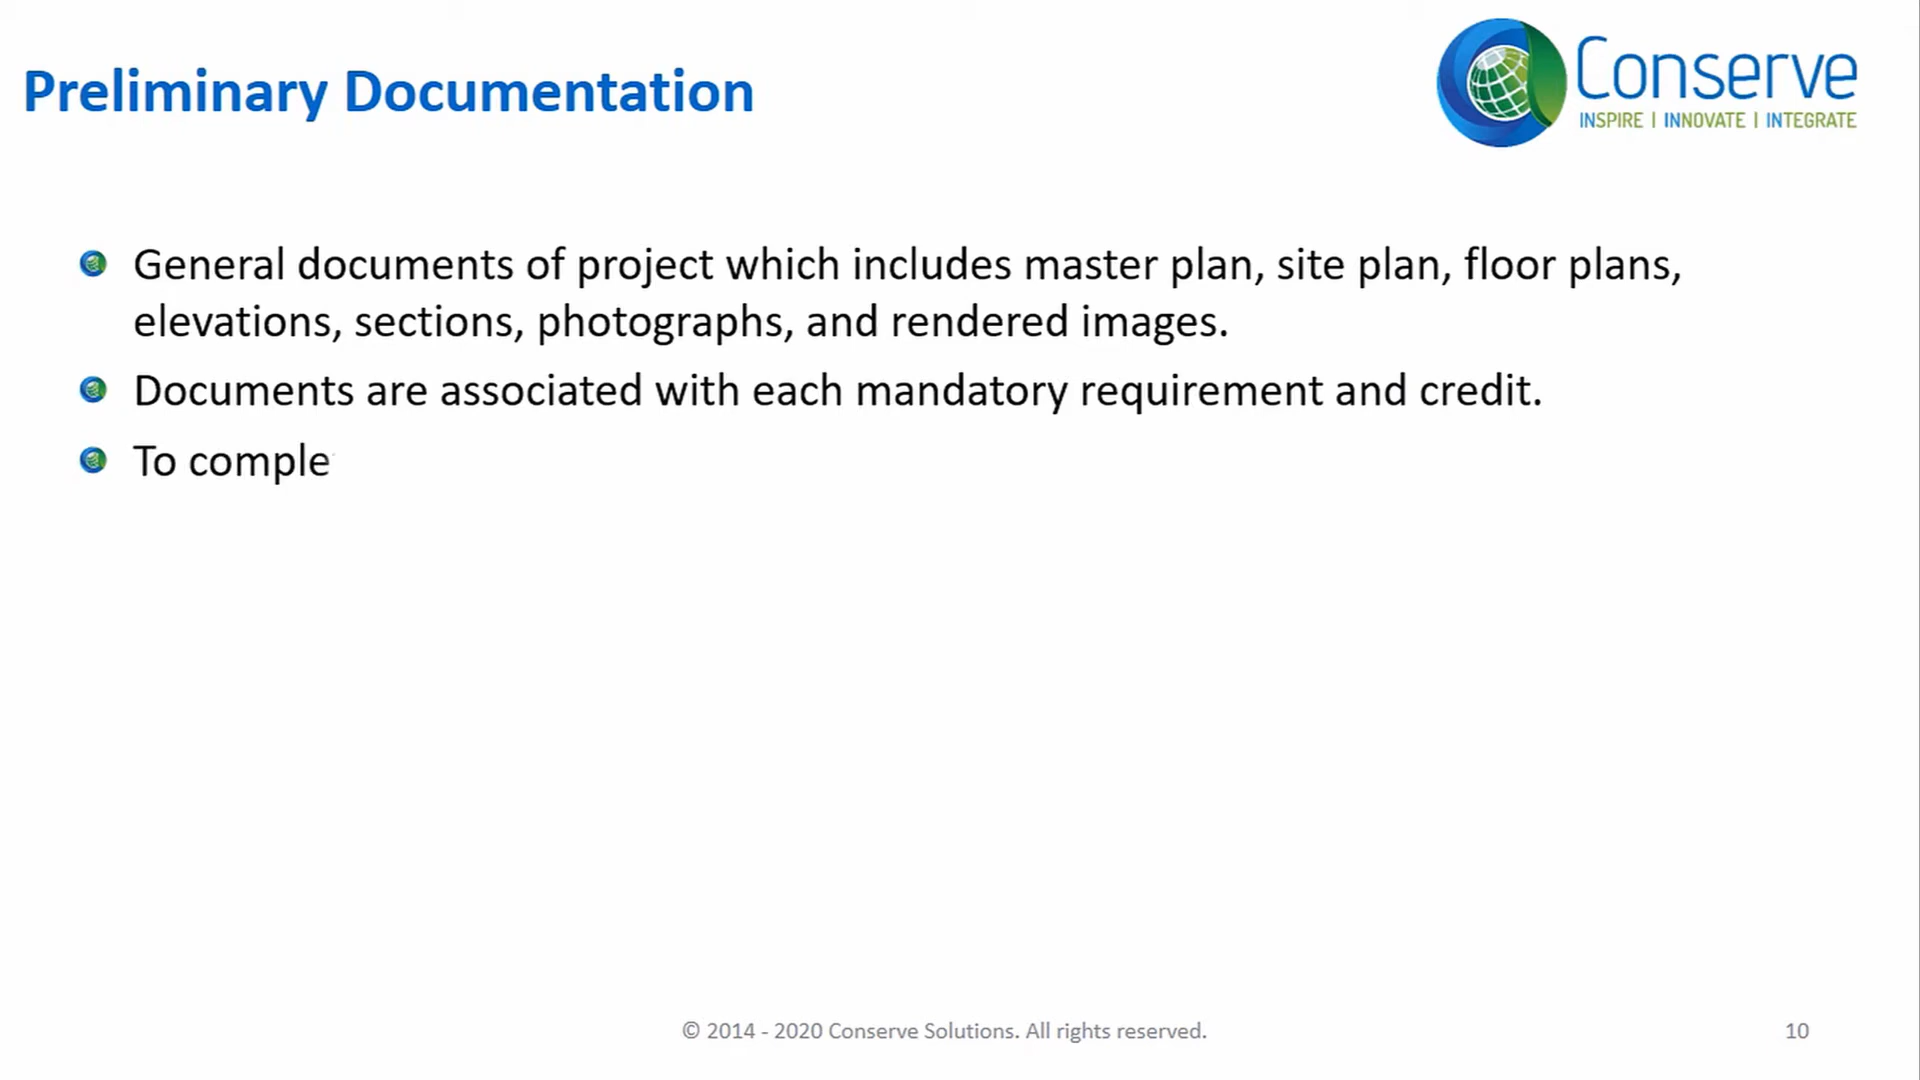 Preliminary Documentation
Conserve
INSPIRE | INNOVATE | INTEGRATE
General documents of project which includes master plan, site plan, floor plans,
elevations, sections, photographs, and rendered images.
Documents are associated with each mandatory requirement and credit.
To comple
© 2014 - 2020 Conserve Solutions. All rights reserved.
10